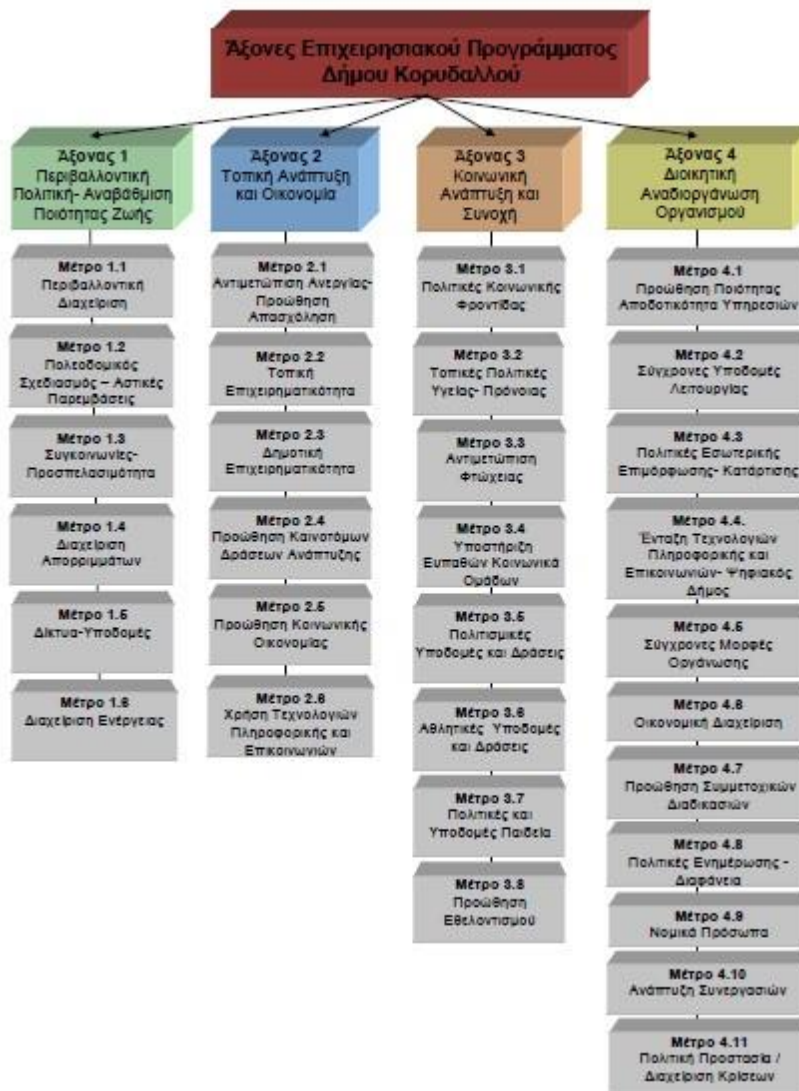 Άξονες Επιχειρησιακού Προγράμματος
Δήμου Κορυδαλλού
Άξονας 1
Περιβαλλοντική
Πολιτική- Αναβάθμιση
Ποιότητας Ζωής
Μέτρο 1.1
Περιβαλλοντική
Διαχείριση
Μέτρο 1.2
Πολεοδομικός
Σχεδιασμός – Αστικές
Παρεμβάσεις
Μέτρο 1.3
Συγκοινωνίες-
Προσπελασιμότητα
Μέτρο 1.4
Διαχείριση
Απορριμμάτων
Μέτρο 1.5
Δίκτυα-Υποδομές
Μέτρο 1.6
Διαχείριση Ενέργειας
Άξονας 2
Τοπική Ανάπτυξη
και Οικονομία
Μέτρο 2.1
Αντιμετώπιση Ανεργίας-
Προώθηση
Απασχόληση
Μέτρο 2.2
Τοπική
Επιχειρηματικότητα
Μέτρο 2.3
Δημοτική
Επιχειρηματικότητα
Μέτρο 2.4
Προώθηση Καινοτόμων
Δράσεων Ανάπτυξης
Μέτρο 2.5
Προώθηση Κοινωνικής
Οικονομίας
Μέτρο 2.6
Χρήση Τεχνολογιών
Πληροφορικής και
Επικοινωνιών
Άξονας 3
Κοινωνική
Ανάπτυξη και
Συνοχή
Μέτρο 3.1
Πολιτικές Κοινωνικής
Φροντίδας
Μέτρο 3.2
Τοπικές Πολιτικές
Υγείας- Πρόνοιας
Μέτρο 3.3
Αντιμετώπιση
Φτώχειας
Μέτρο 3.4
Υποστήριξη
Ευπαθών Κοινωνικά
Ομάδων
Μέτρο 3.5
Πολιτισμικές
Υποδομές και Δράσεις
Μέτρο 3.6
Αθλητικές Υποδομές
και Δράσεις
Μέτρο 3.7
Πολιτικές και
Υποδομές Παιδεία
Μέτρο 3.8
Προώθηση
Εθελοντισμού
Άξονας 4
Διοικητική
Αναδιοργάνωση
Οργανισμού
Μέτρο 4.1
Προώθηση Ποιότητας
Αποδοτικότητα Υπηρεσιών
Μέτρο 4.2
Σύγχρονες Υποδομές
Λειτουργίας
Μέτρο 4.3
Πολιτικές Εσωτερικής
Επιμόρφωσης- Κατάρτισης
Μέτρο 4.4.
Ένταξη Τεχνολογιών
Πληροφορικής και
Επικοινωνιών- Ψηφιακός
Δήμος
Μέτρο 4.5
Σύγχρονες Μορφές
Οργάνωσης
Μέτρο 4.6
Οικονομική Διαχείριση
Μέτρο 4.7
Προώθηση Συμμετοχικών
Διαδικασιών
Μέτρο 4.8
Πολιτικές Ενημέρωσης -
Διαφάνεια
Μέτρο 4.9
Νομικά Πρόσωπα
Μέτρο 4.10
Ανάπτυξη Συνεργασιών
Μέτρο 4.11
Πολιτική Προστασία /
Διαχείριση Κρίσεων